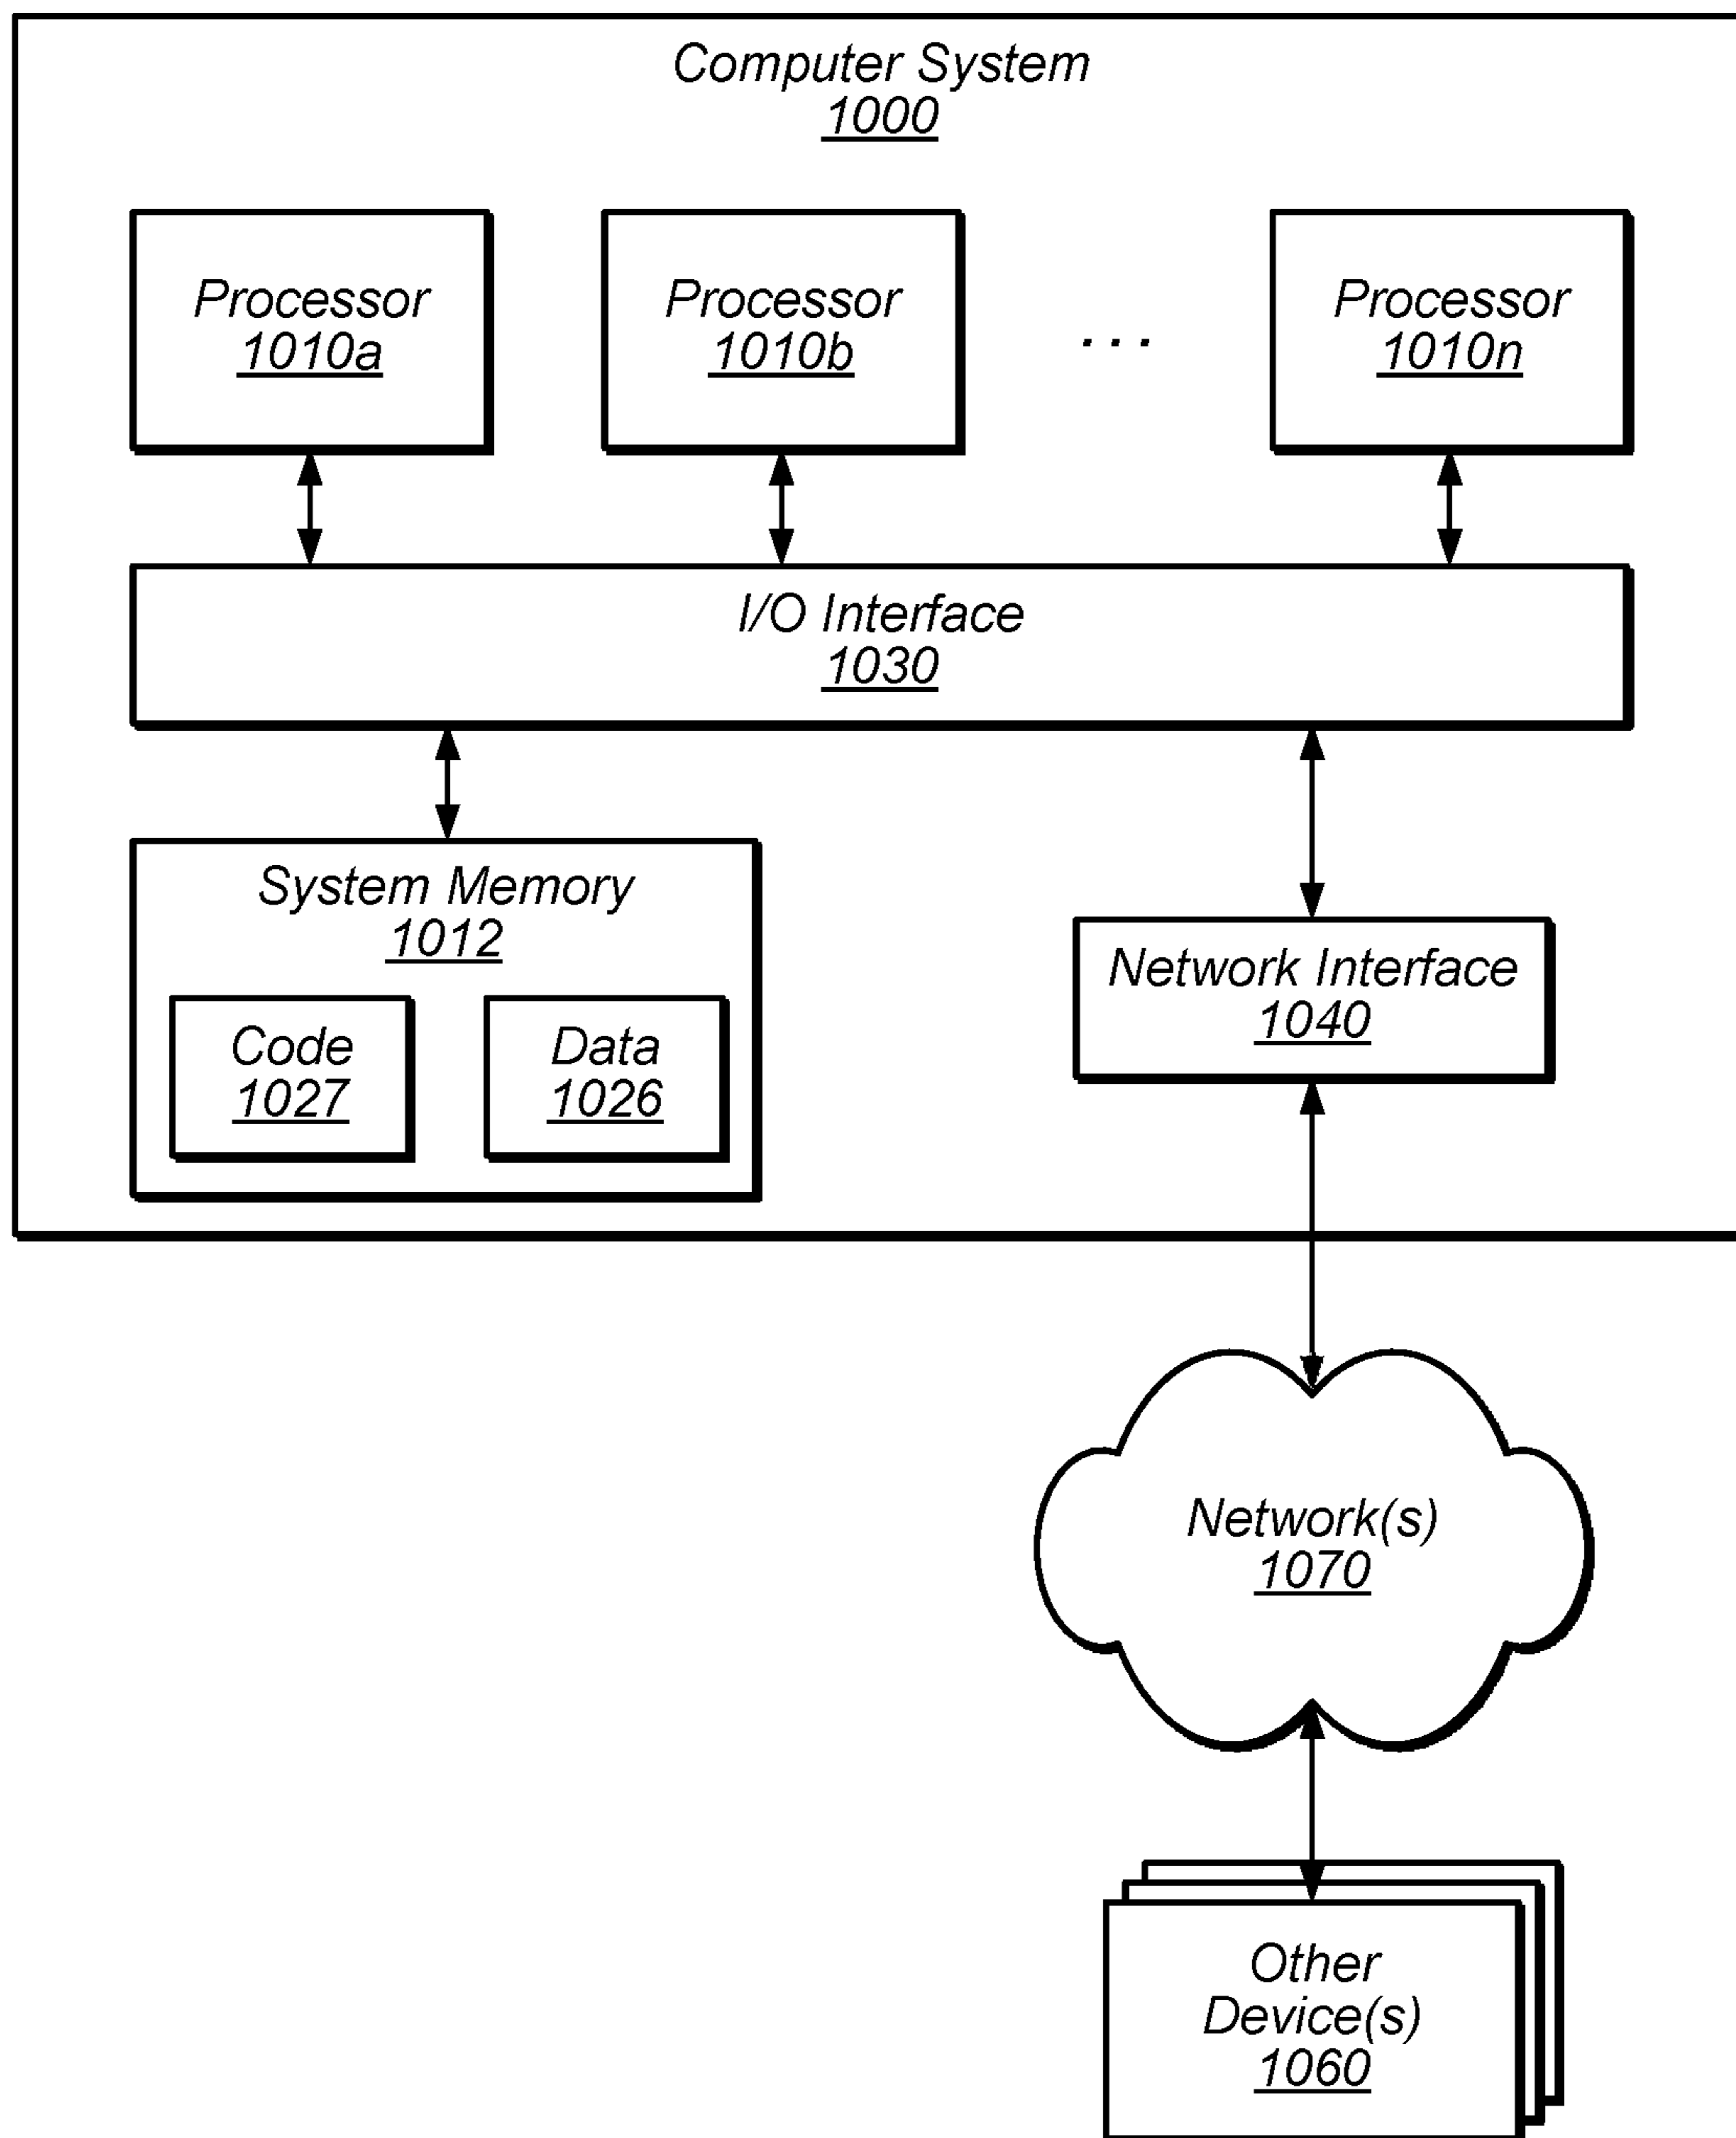 Computer System
1000
Processor
1010a
Processor
1010b
. . .
Processor
1010n
I/O Interface
1030
System Memory
1012
Code
1027
Data
1026
Network Interface
1040
Network(s)
1070
Other
Device(s)
1060